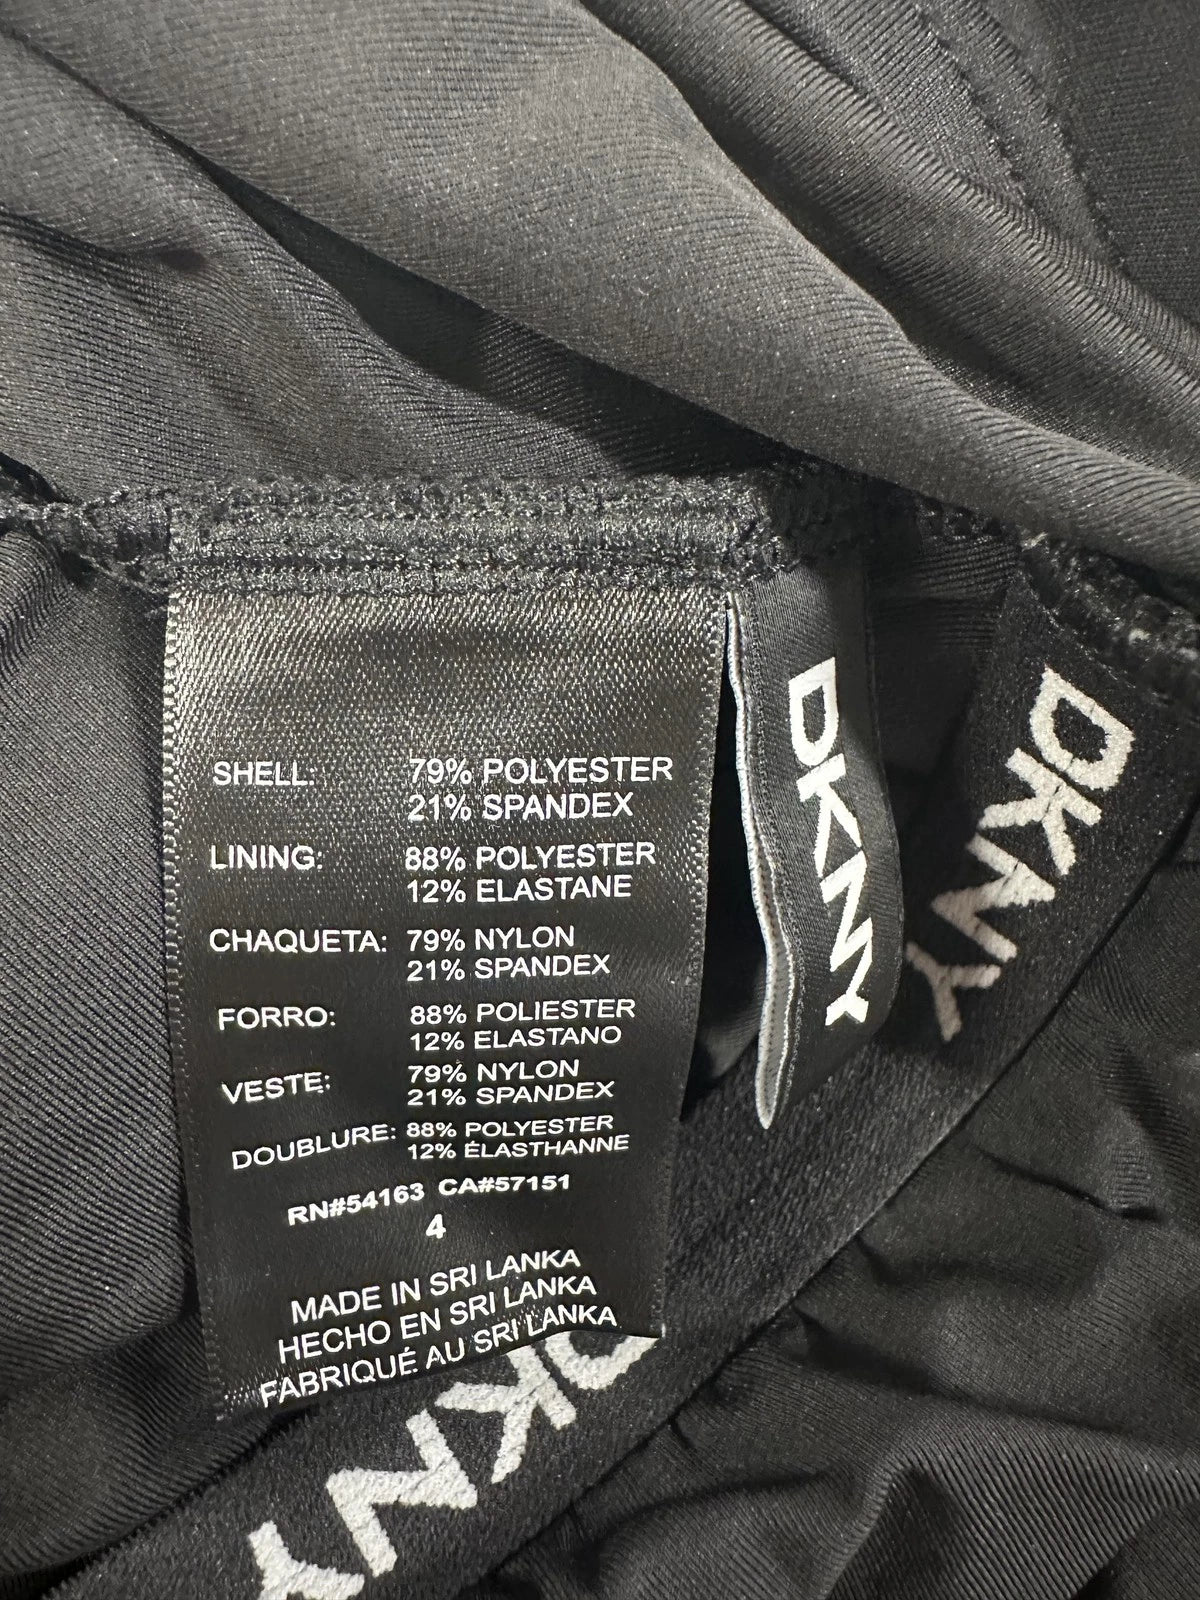 SHELL: 79% POLYESTER
21% SPANDEX
LINING: 88% POLYESTER
12% ELASTANE
CHAQUETA: 79% NYLON
21% SPANDEX
FORRO: 88% POLIESTER
12% ELASTANO
VESTE: 79% NYLON
21% SPANDEX
DOUBLURE: 88% POLYESTER
12% ÉLASTHANNE
RN#54163 CA#57151
4
MADE IN SRI LANKA
HECHO EN SRI LANKA
FABRIQUÉ AU SRI LANKA
DKNY
DKNY
DKNY